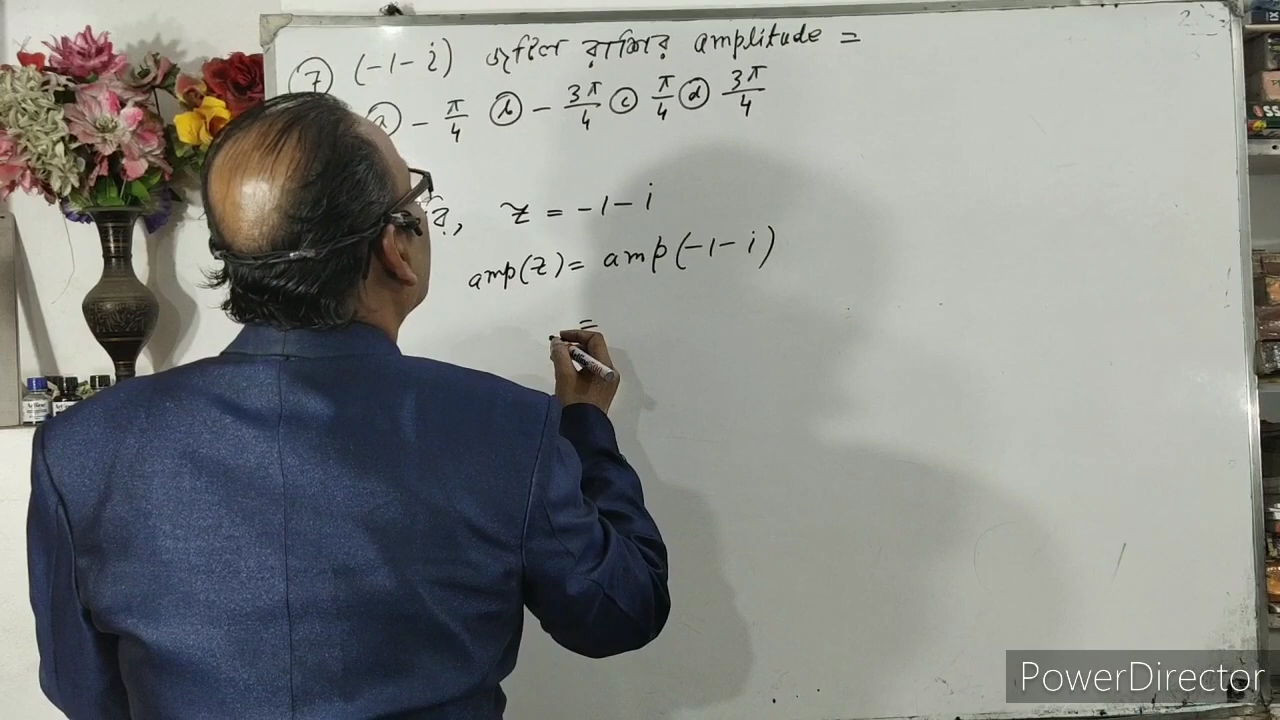 7 (-1-i) জটিল রাশির amplitude =
a - π/4 b - 3π/4 c π/4 d 3π/4
z = -1-i
amp(z) = amp(-1-i)
=
PowerDirector